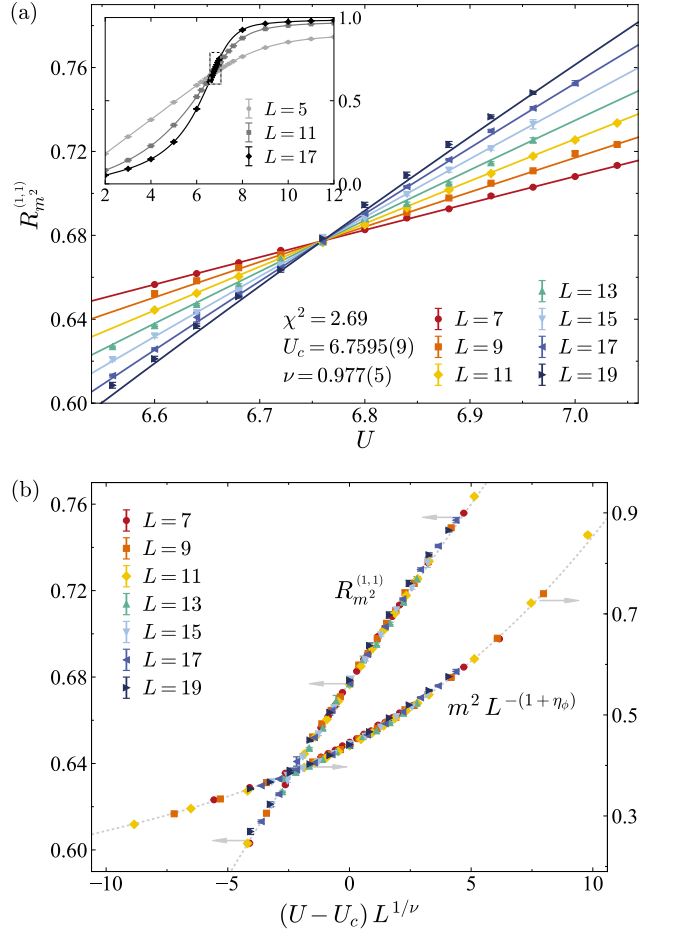 (a)
0.76
0.72
0.68
0.64
0.60
R_{m^2}^{(1,1)}
1.0
0.5
0.0
2 4 6 8 10 12
L = 5
L = 11
L = 17
χ² = 2.69
U_c = 6.7595(9)
ν = 0.977(5)
L = 7
L = 9
L = 11
L = 13
L = 15
L = 17
L = 19
6.6 6.7 6.8 6.9 7.0
U
(b)
0.76
0.72
0.68
0.64
0.60
L = 7
L = 9
L = 11
L = 13
L = 15
L = 17
L = 19
R_{m^2}^{(1,1)}
m² L^{-(1+η_ϕ)}
0.9
0.7
0.5
0.3
−10 −5 0 5 10
(U − U_c) L^{1/ν}